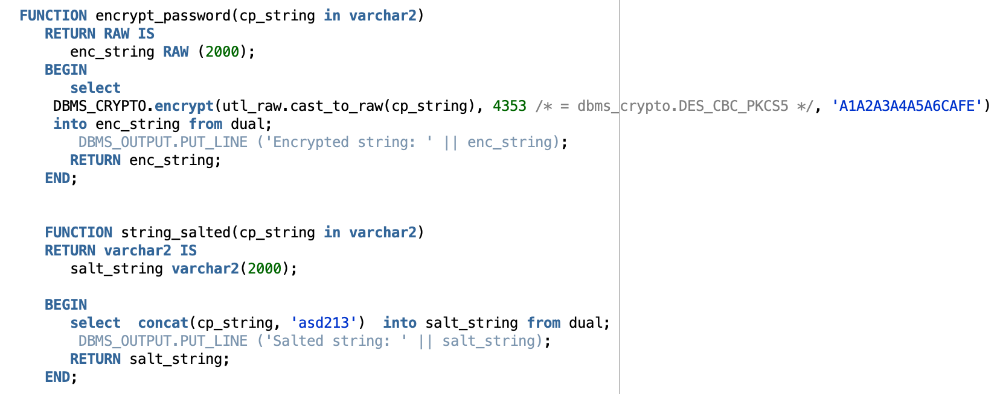 FUNCTION encrypt_password(cp_string in varchar2)
RETURN RAW IS
enc_string RAW (2000);
BEGIN
select
DBMS_CRYPTO.encrypt(utl_raw.cast_to_raw(cp_string), 4353 /* = dbms_crypto.DES_CBC_PKCS5 */, 'A1A2A3A4A5A6CAFE')
into enc_string from dual;
DBMS_OUTPUT.PUT_LINE ('Encrypted string: ' || enc_string);
RETURN enc_string;
END;
FUNCTION string_salted(cp_string in varchar2)
RETURN varchar2 IS
salt_string varchar2(2000);
BEGIN
select  concat(cp_string, 'asd213')  into salt_string from dual;
DBMS_OUTPUT.PUT_LINE ('Salted string: ' || salt_string);
RETURN salt_string;
END;